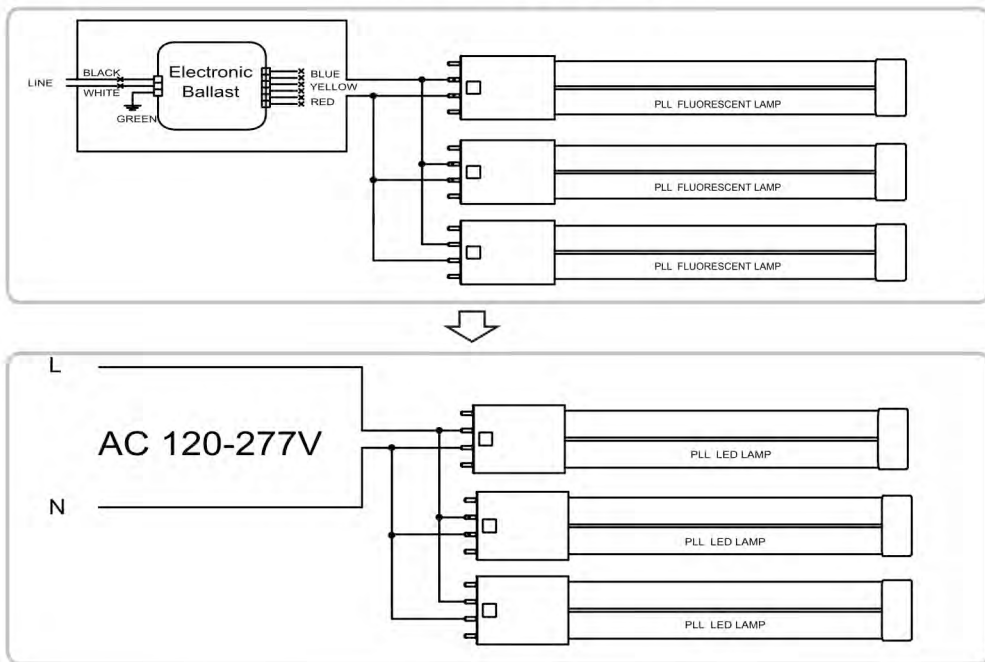 LINE
BLACK
WHITE
GREEN
Electronic
Ballast
BLUE
YELLOW
RED
PLL FLUORESCENT LAMP
PLL FLUORESCENT LAMP
PLL FLUORESCENT LAMP
L
AC 120-277V
N
PLL LED LAMP
PLL LED LAMP
PLL LED LAMP